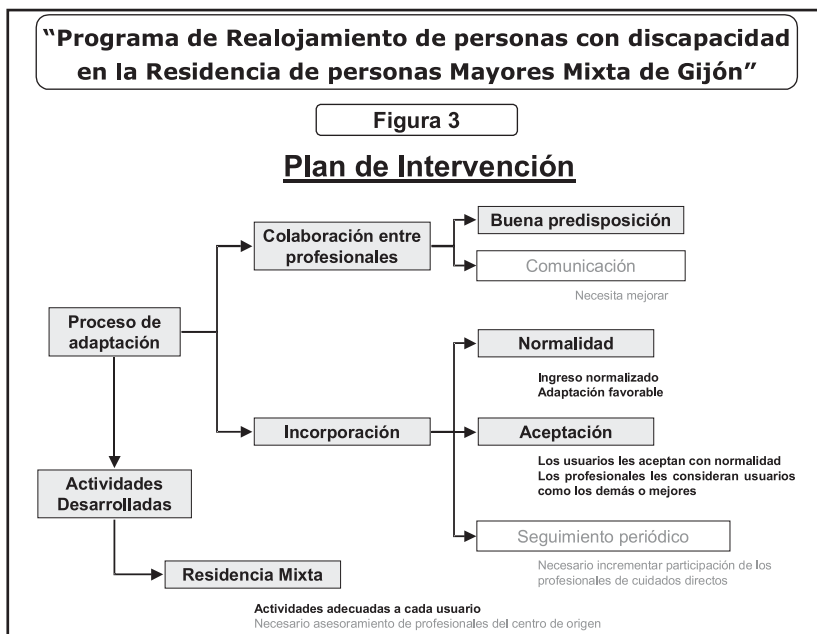 “Programa de Realojamiento de personas con discapacidad
en la Residencia de personas Mayores Mixta de Gijón”
Figura 3
Plan de Intervención
Colaboración entre
profesionales
Buena predisposición
Comunicación
Necesita mejorar
Proceso de
adaptación
Normalidad
Ingreso normalizado
Adaptación favorable
Incorporación
Aceptación
Los usuarios les aceptan con normalidad
Los profesionales les consideran usuarios
como los demás o mejores
Actividades
Desarrolladas
Seguimiento periódico
Necesario incrementar participación de los
profesionales de cuidados directos
Residencia Mixta
Actividades adecuadas a cada usuario
Necesario asesoramiento de profesionales del centro de origen